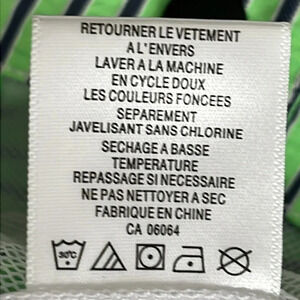 RETOURNER LE VETEMENT
A L'ENVERS
LAVER A LA MACHINE
EN CYCLE DOUX
LES COULEURS FONCEES
SEPAREMENT
JAVELISANT SANS CHLORINE
SECHAGE A BASSE
TEMPERATURE
REPASSAGE SI NECESSAIRE
NE PAS NETTOYER A SEC
FABRIQUE EN CHINE
CA 06064
30°C